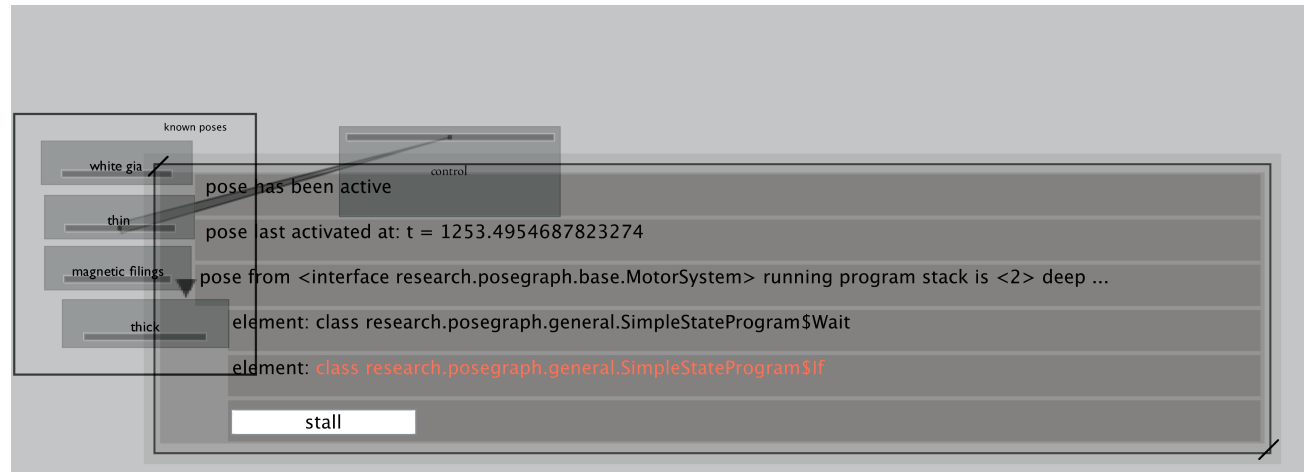 known poses
white gia
thin
magnetic filings
thick
control
pose has been active
pose last activated at: t = 1253.4954687823274
pose from <interface research.posegraph.base.MotorSystem> running program stack is <2> deep ...
element: class research.posegraph.general.SimpleStateProgram$Wait
element: class research.posegraph.general.SimpleStateProgram$If
stall